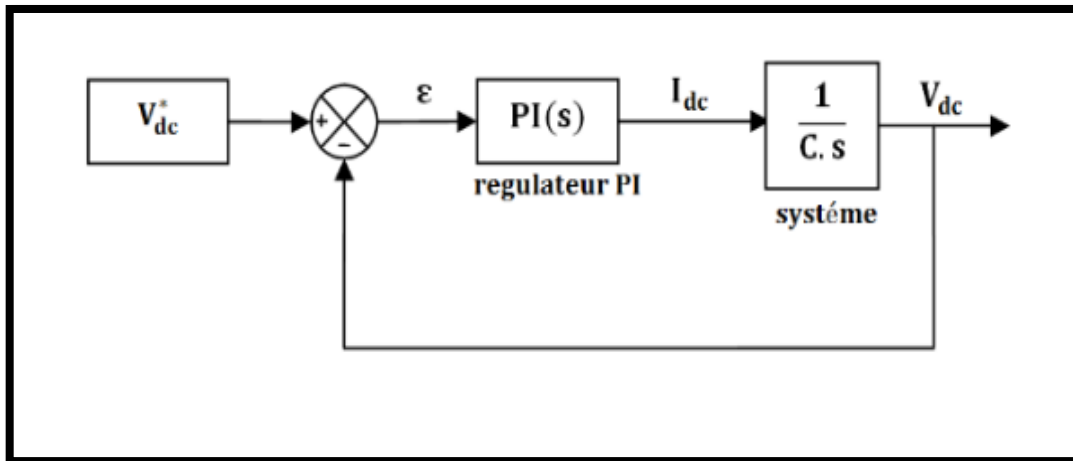 V*dc
+
−
ε
PI(s)
regulateur PI
Idc
1
C. s
systéme
Vdc